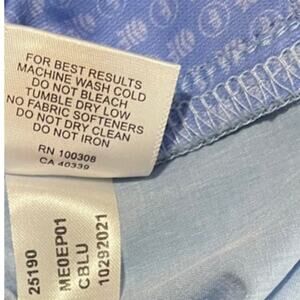 FOR BEST RESULTS
MACHINE WASH COLD
DO NOT BLEACH
TUMBLE DRY LOW
NO FABRIC SOFTENERS
DO NOT DRY CLEAN
DO NOT IRON
RN 100308
CA 40339
25190
ME0EP01
CBLU
10292021